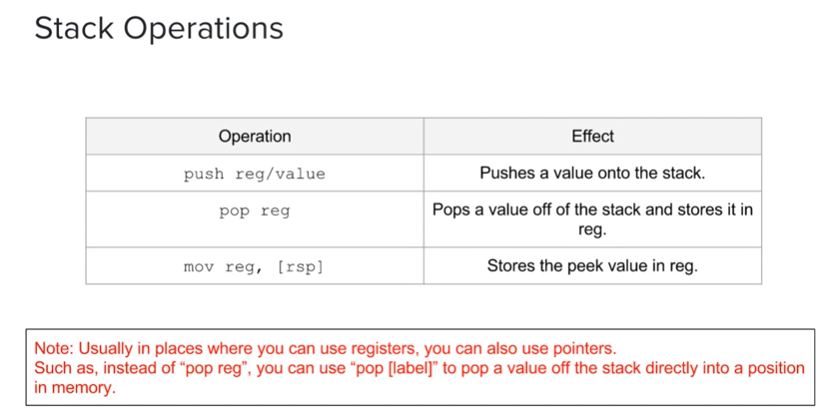 Stack Operations
Operation
Effect
push reg/value
Pushes a value onto the stack.
pop reg
Pops a value off of the stack and stores it in
reg.
mov reg, [rsp]
Stores the peek value in reg.
Note: Usually in places where you can use registers, you can also use pointers.
Such as, instead of “pop reg”, you can use “pop [label]” to pop a value off the stack directly into a position
in memory.